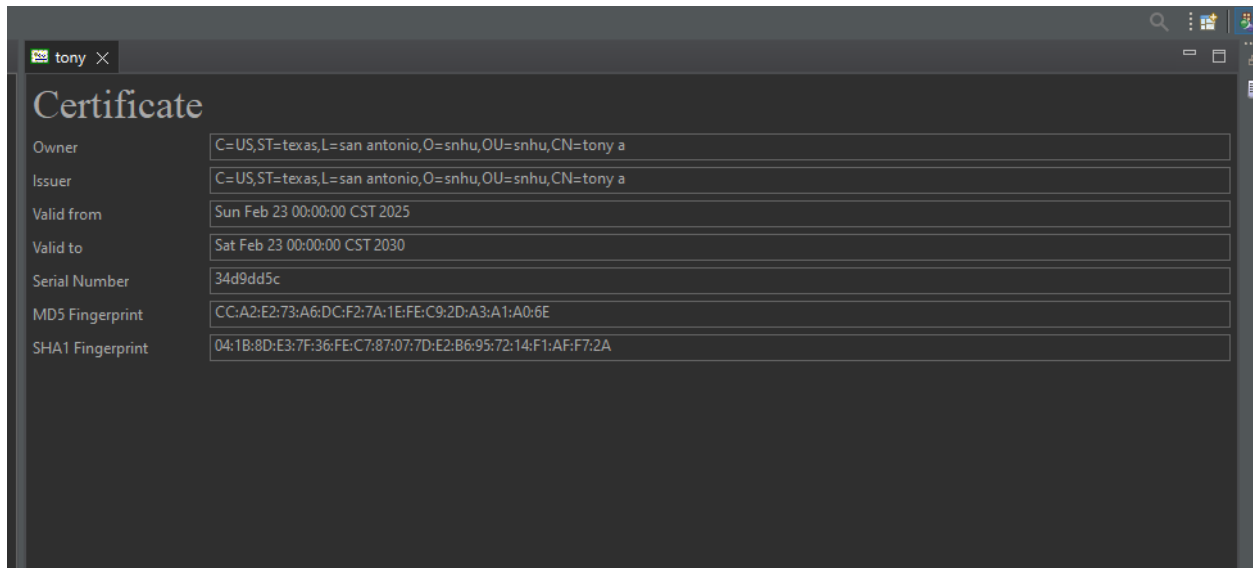 tony
Certificate
Owner C=US,ST=texas,L=san antonio,O=snhu,OU=snhu,CN=tony a
Issuer C=US,ST=texas,L=san antonio,O=snhu,OU=snhu,CN=tony a
Valid from Sun Feb 23 00:00:00 CST 2025
Valid to Sat Feb 23 00:00:00 CST 2030
Serial Number 34d9dd5c
MD5 Fingerprint CC:A2:E2:73:A6:DC:F2:7A:1E:FE:C9:2D:A3:A1:A0:6E
SHA1 Fingerprint 04:1B:8D:E3:7F:36:FE:C7:87:07:7D:E2:B6:95:72:14:F1:AF:F7:2A